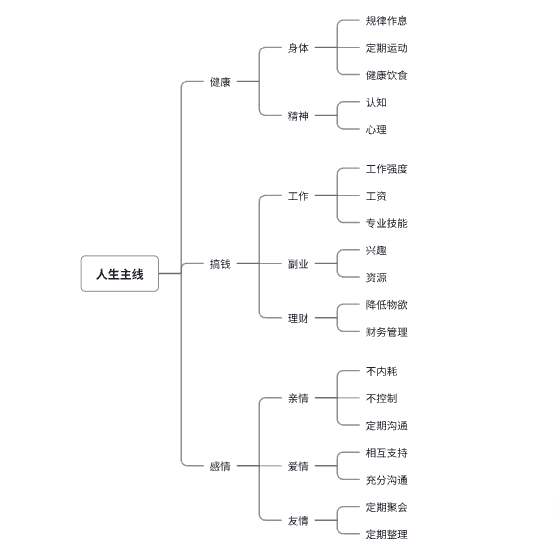 人生主线
健康
身体
规律作息
定期运动
健康饮食
精神
认知
心理
搞钱
工作
工作强度
工资
专业技能
副业
兴趣
资源
理财
降低物欲
财务管理
感情
亲情
不内耗
不控制
定期沟通
爱情
相互支持
充分沟通
友情
定期聚会
定期整理